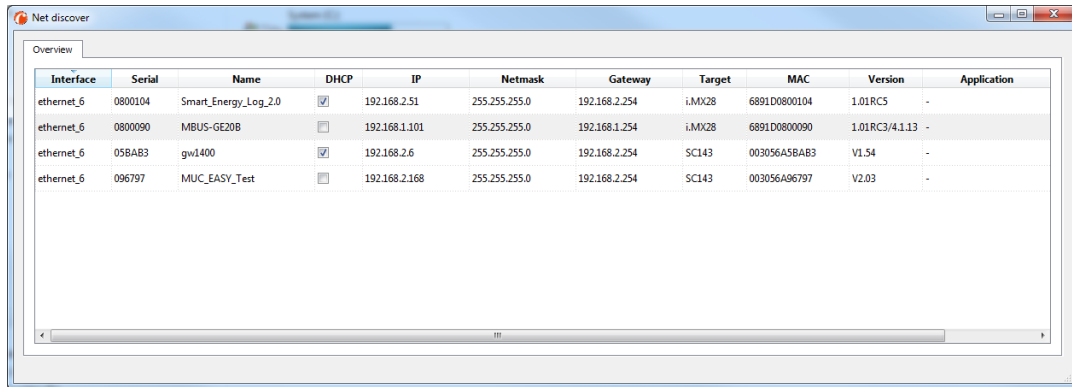 System (C:)
Net discover
Overview
Interface Serial Name DHCP IP Netmask Gateway Target MAC Version Application
ethernet_6 0800104 Smart_Energy_Log_2.0 192.168.2.51 255.255.255.0 192.168.2.254 i.MX28 6891D0800104 1.01RC5 -
ethernet_6 0800090 MBUS-GE20B 192.168.1.101 255.255.255.0 192.168.1.254 i.MX28 6891D0800090 1.01RC3/4.1.13 -
ethernet_6 05BAB3 gw1400 192.168.2.6 255.255.255.0 192.168.2.254 SC143 003056A5BAB3 V1.54 -
ethernet_6 096797 MUC_EASY_Test 192.168.2.168 255.255.255.0 192.168.2.254 SC143 003056A96797 V2.03 -